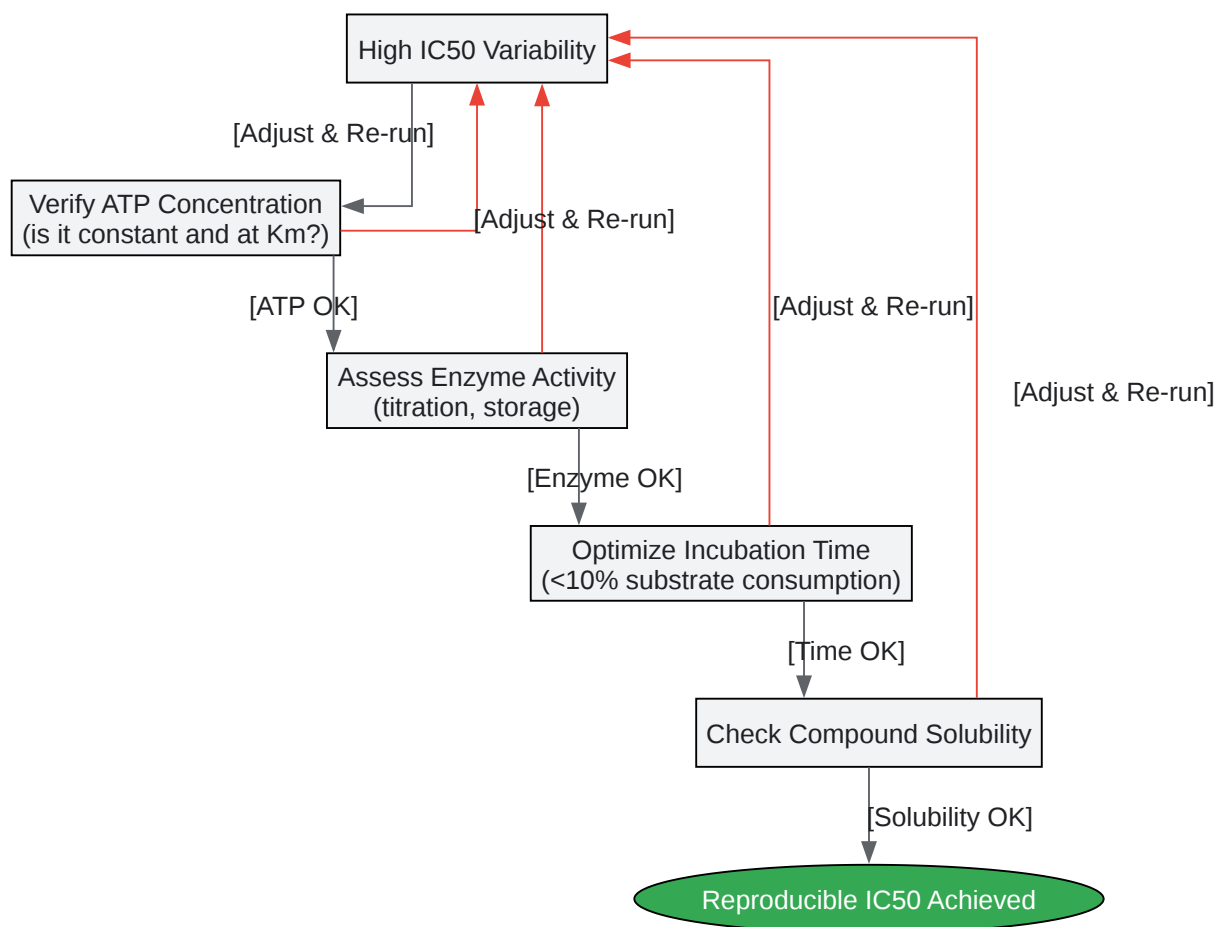 High IC50 Variability
[Adjust & Re-run]
Verify ATP Concentration
(is it constant and at Km?)
[Adjust & Re-run]
[ATP OK]
[Adjust & Re-run]
Assess Enzyme Activity
(titration, storage)
[Adjust & Re-run]
[Enzyme OK]
Optimize Incubation Time
(<10% substrate consumption)
[Time OK]
Check Compound Solubility
[Solubility OK]
Reproducible IC50 Achieved